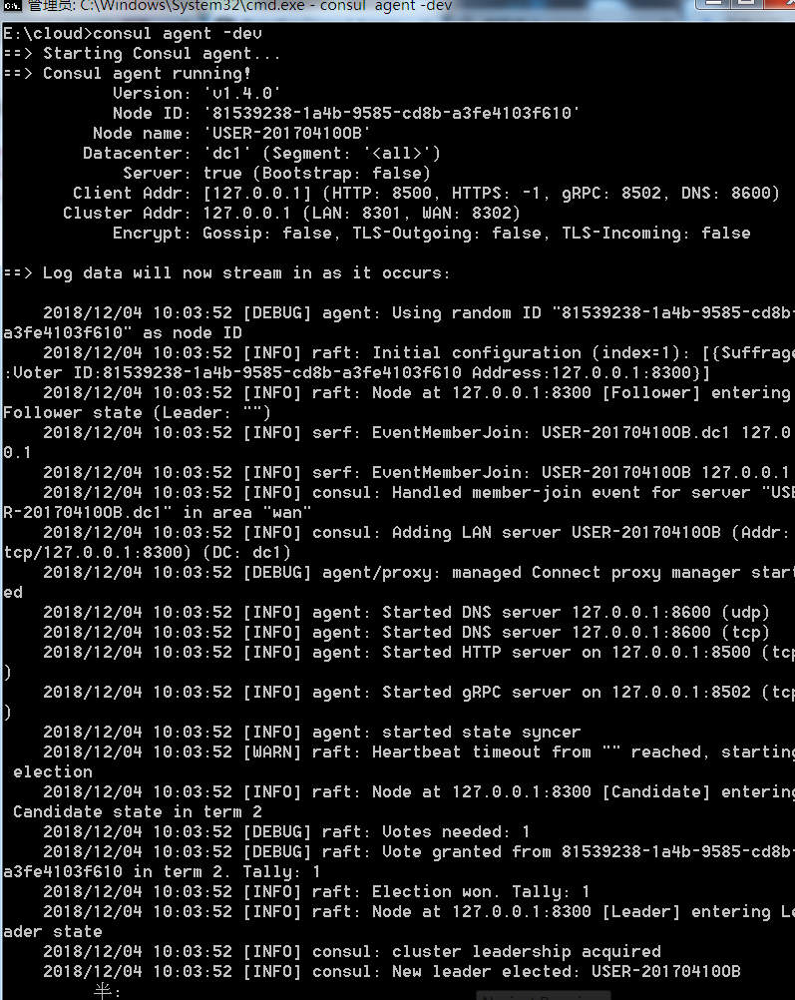 管理员: C:\Windows\System32\cmd.exe - consul agent -dev
E:\cloud>consul agent -dev
==> Starting Consul agent...
==> Consul agent running!
Version: 'v1.4.0'
Node ID: '81539238-1a4b-9585-cd8b-a3fe4103f610'
Node name: 'USER-20170410OB'
Datacenter: 'dc1' (Segment: '<all>')
Server: true (Bootstrap: false)
Client Addr: [127.0.0.1] (HTTP: 8500, HTTPS: -1, gRPC: 8502, DNS: 8600)
Cluster Addr: 127.0.0.1 (LAN: 8301, WAN: 8302)
Encrypt: Gossip: false, TLS-Outgoing: false, TLS-Incoming: false
==> Log data will now stream in as it occurs:
2018/12/04 10:03:52 [DEBUG] agent: Using random ID "81539238-1a4b-9585-cd8b-
a3fe4103f610" as node ID
2018/12/04 10:03:52 [INFO] raft: Initial configuration (index=1): [{Suffrage
:Voter ID:81539238-1a4b-9585-cd8b-a3fe4103f610 Address:127.0.0.1:8300}]
2018/12/04 10:03:52 [INFO] raft: Node at 127.0.0.1:8300 [Follower] entering
Follower state (Leader: "")
2018/12/04 10:03:52 [INFO] serf: EventMemberJoin: USER-20170410OB.dc1 127.0.
0.1
2018/12/04 10:03:52 [INFO] serf: EventMemberJoin: USER-20170410OB 127.0.0.1
2018/12/04 10:03:52 [INFO] consul: Handled member-join event for server "USE
R-20170410OB.dc1" in area "wan"
2018/12/04 10:03:52 [INFO] consul: Adding LAN server USER-20170410OB (Addr:
tcp/127.0.0.1:8300) (DC: dc1)
2018/12/04 10:03:52 [DEBUG] agent/proxy: managed Connect proxy manager start
ed
2018/12/04 10:03:52 [INFO] agent: Started DNS server 127.0.0.1:8600 (udp)
2018/12/04 10:03:52 [INFO] agent: Started DNS server 127.0.0.1:8600 (tcp)
2018/12/04 10:03:52 [INFO] agent: Started HTTP server on 127.0.0.1:8500 (tcp
)
2018/12/04 10:03:52 [INFO] agent: Started gRPC server on 127.0.0.1:8502 (tcp
)
2018/12/04 10:03:52 [INFO] agent: started state syncer
2018/12/04 10:03:52 [WARN] raft: Heartbeat timeout from "" reached, starting
election
2018/12/04 10:03:52 [INFO] raft: Node at 127.0.0.1:8300 [Candidate] entering
Candidate state in term 2
2018/12/04 10:03:52 [DEBUG] raft: Votes needed: 1
2018/12/04 10:03:52 [DEBUG] raft: Vote granted from 81539238-1a4b-9585-cd8b-
a3fe4103f610 in term 2. Tally: 1
2018/12/04 10:03:52 [INFO] raft: Election won. Tally: 1
2018/12/04 10:03:52 [INFO] raft: Node at 127.0.0.1:8300 [Leader] entering Le
ader state
2018/12/04 10:03:52 [INFO] consul: cluster leadership acquired
2018/12/04 10:03:52 [INFO] consul: New leader elected: USER-20170410OB
半: